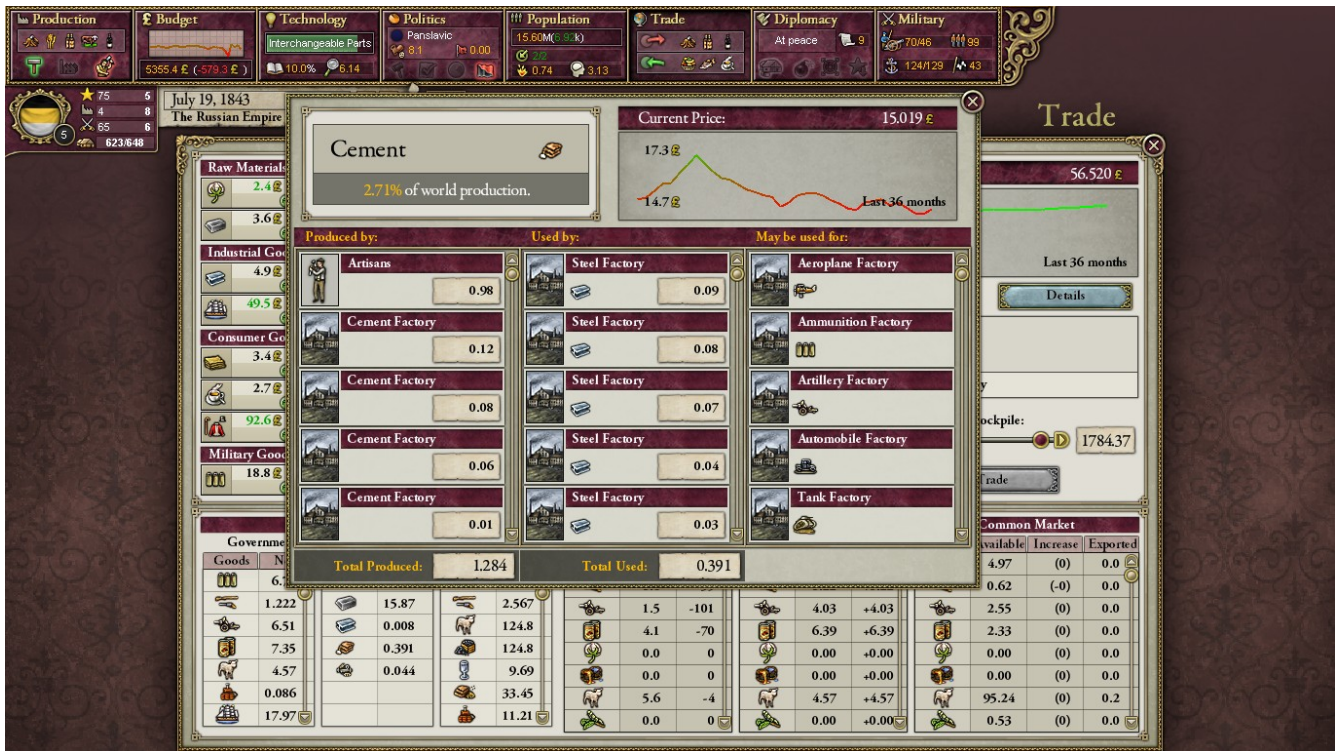 Production
£ Budget
Technology
Politics
Population
Trade
Diplomacy
Military
5355.4 £ (-579.3 £ )
Interchangeable Parts
10.0% 6.14
Panslavic
8.1 0.00
15.60M(6.92k)
2/2
0.74 3.13
At peace 9
70/46 99
124/129 43
75 5
4 8
65 6
5 623/648
July 19, 1843
The Russian Empire
Trade
Cement
2.71% of world production.
Current Price: 15.019 £
17.3
14.7
Last 36 months
Produced by:
Used by:
May be used for:
Artisans
0.98
Cement Factory
0.12
Cement Factory
0.08
Cement Factory
0.06
Cement Factory
0.01
Steel Factory
0.09
Steel Factory
0.08
Steel Factory
0.07
Steel Factory
0.04
Steel Factory
0.03
Aeroplane Factory
Ammunition Factory
Artillery Factory
Automobile Factory
Tank Factory
Total Produced: 1.284
Total Used: 0.391
Raw Materials
2.4
3.6
Industrial Goo
4.9
49.5
Consumer Go
3.4
2.7
92.6
Military Good
18.8
56.520 £
Last 36 months
Details
y
ockpile:
1784.37
Trade
Governme
Goods N
6.
1.222
6.51
7.35
4.57
0.086
17.97
15.87
0.008
0.391
0.044
2.567
124.8
124.8
9.69
33.45
11.21
1.5 -101
4.1 -70
0.0 0
0.0 0
5.6 -4
0.0 0
4.03 +4.03
6.39 +6.39
0.00 +0.00
0.00 +0.00
4.57 +4.57
0.00 +0.00
Common Market
vailable Increase Exported
4.97 (0) 0.0
0.62 (-0) 0.0
2.55 (0) 0.0
2.33 (0) 0.0
0.00 (0) 0.0
0.00 (0) 0.0
95.24 (0) 0.2
0.53 (0) 0.0